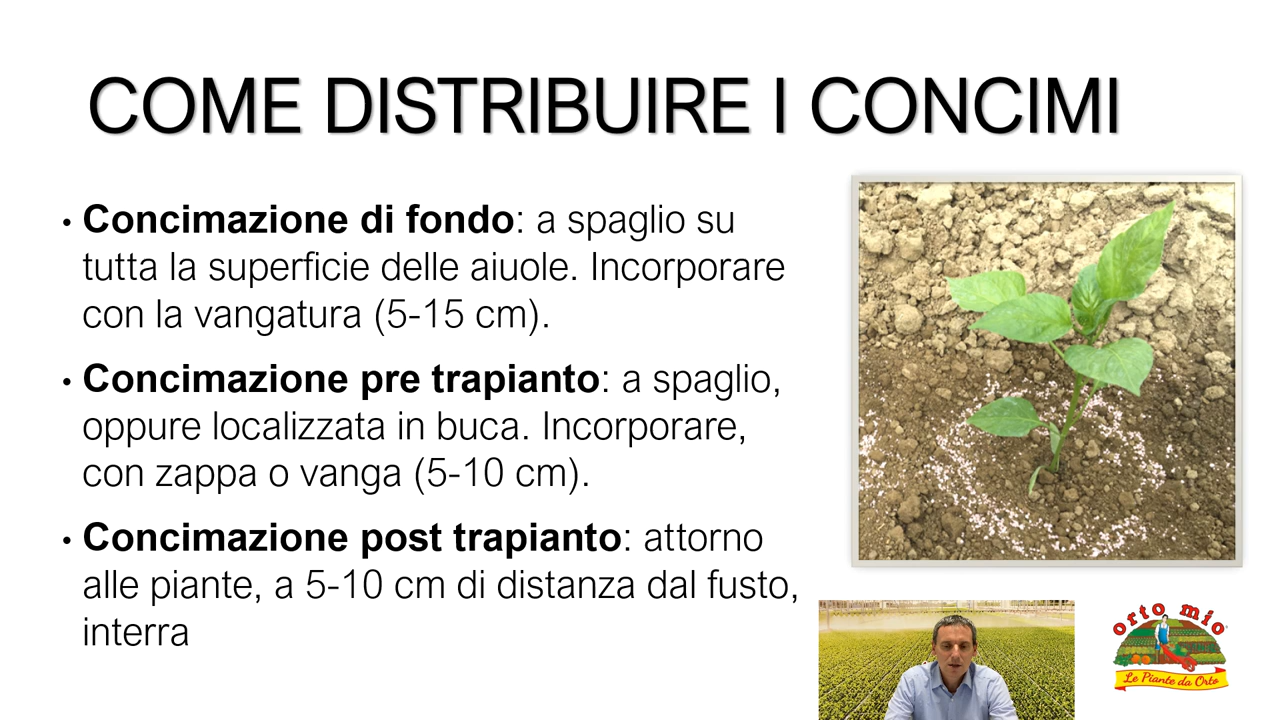 COME DISTRIBUIRE I CONCIMI
• Concimazione di fondo: a spaglio su
tutta la superficie delle aiuole. Incorporare
con la vangatura (5-15 cm).
• Concimazione pre trapianto: a spaglio,
oppure localizzata in buca. Incorporare,
con zappa o vanga (5-10 cm).
• Concimazione post trapianto: attorno
alle piante, a 5-10 cm di distanza dal fusto,
interra
orto mio
Le Piante da Orto